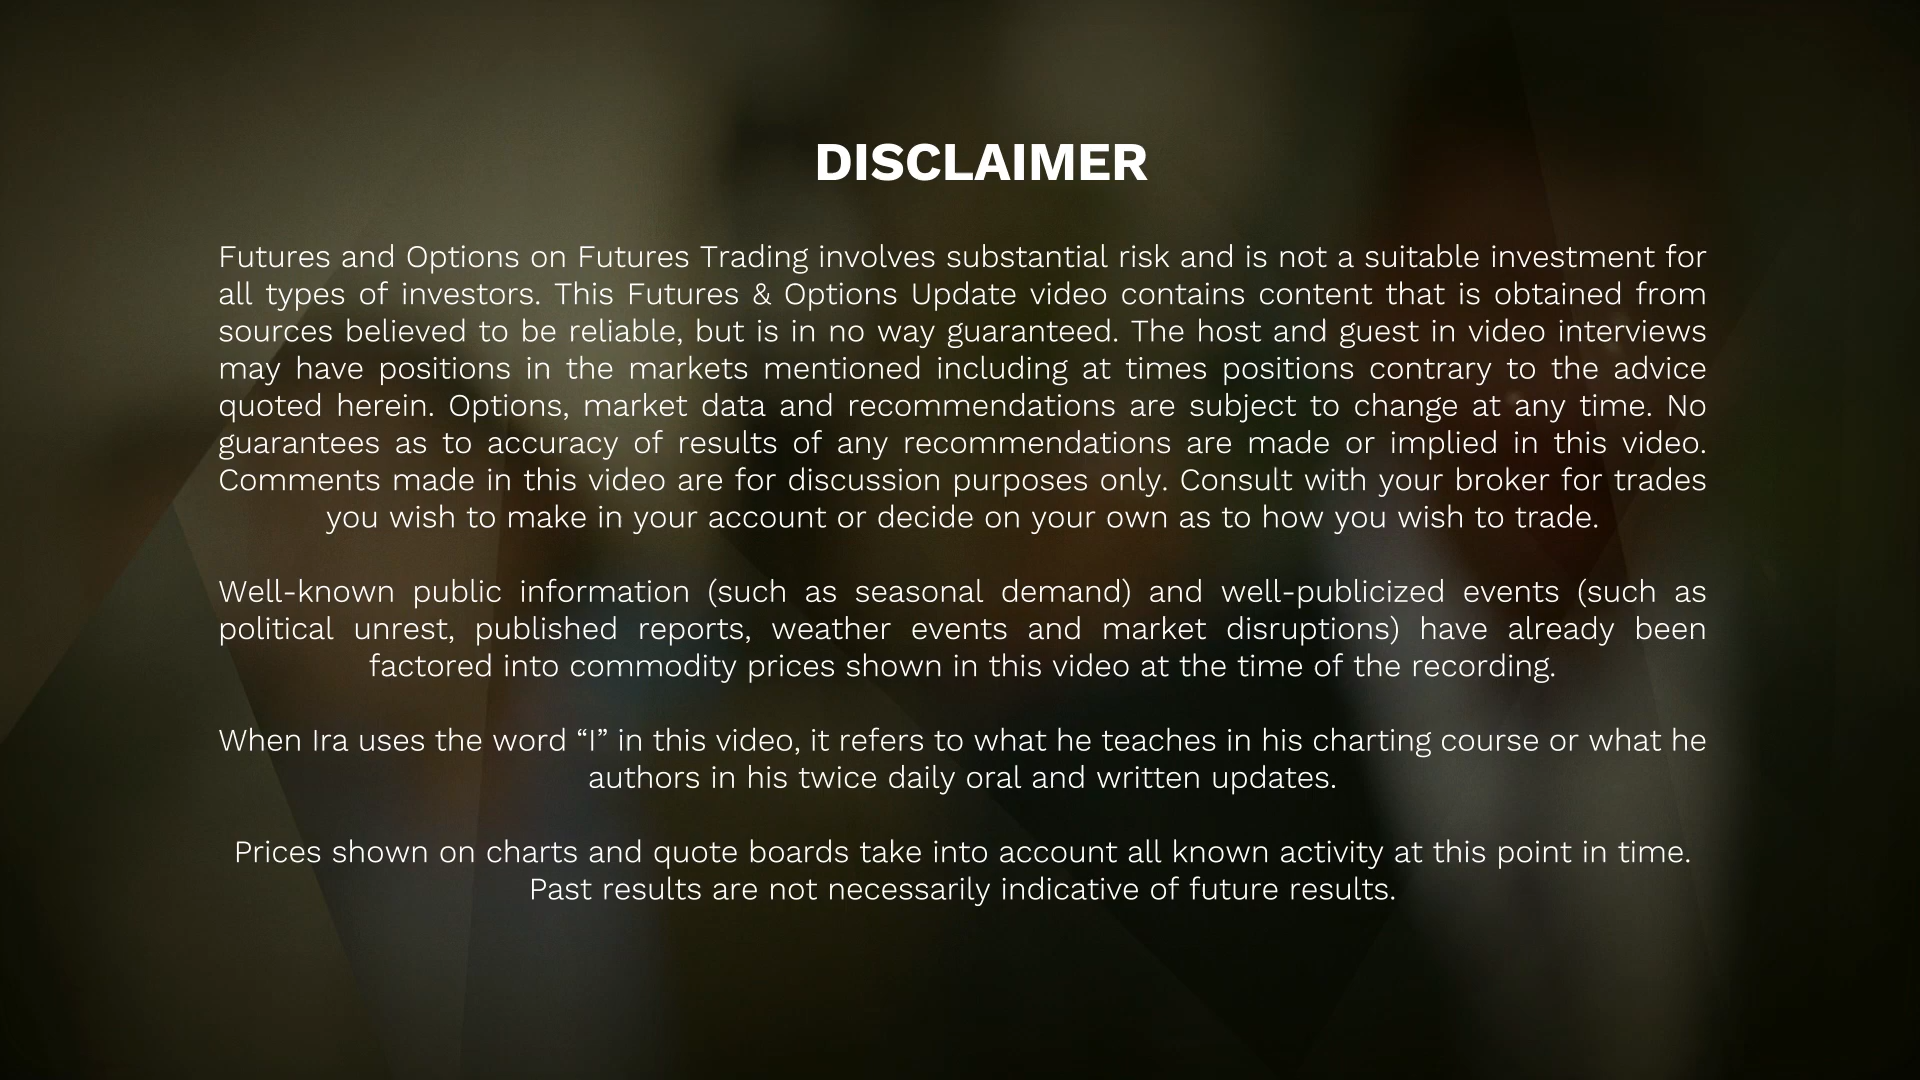 DISCLAIMER
Futures and Options on Futures Trading involves substantial risk and is not a suitable investment for
all types of investors. This Futures & Options Update video contains content that is obtained from
sources believed to be reliable, but is in no way guaranteed. The host and guest in video interviews
may have positions in the markets mentioned including at times positions contrary to the advice
quoted herein. Options, market data and recommendations are subject to change at any time. No
guarantees as to accuracy of results of any recommendations are made or implied in this video.
Comments made in this video are for discussion purposes only. Consult with your broker for trades
you wish to make in your account or decide on your own as to how you wish to trade.
Well-known public information (such as seasonal demand) and well-publicized events (such as
political unrest, published reports, weather events and market disruptions) have already been
factored into commodity prices shown in this video at the time of the recording.
When Ira uses the word “I” in this video, it refers to what he teaches in his charting course or what he
authors in his twice daily oral and written updates.
Prices shown on charts and quote boards take into account all known activity at this point in time.
Past results are not necessarily indicative of future results.